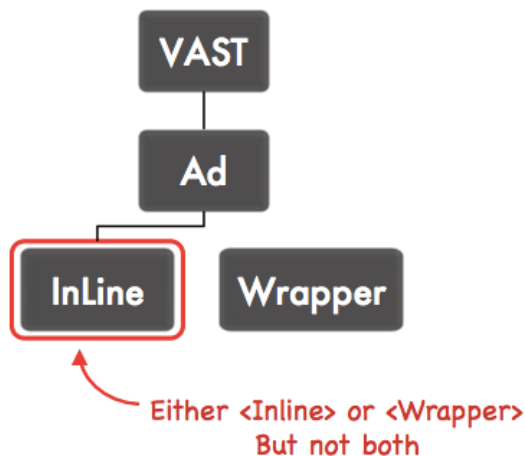 VAST
Ad
InLine
Wrapper
Either <Inline> or <Wrapper>
But not both